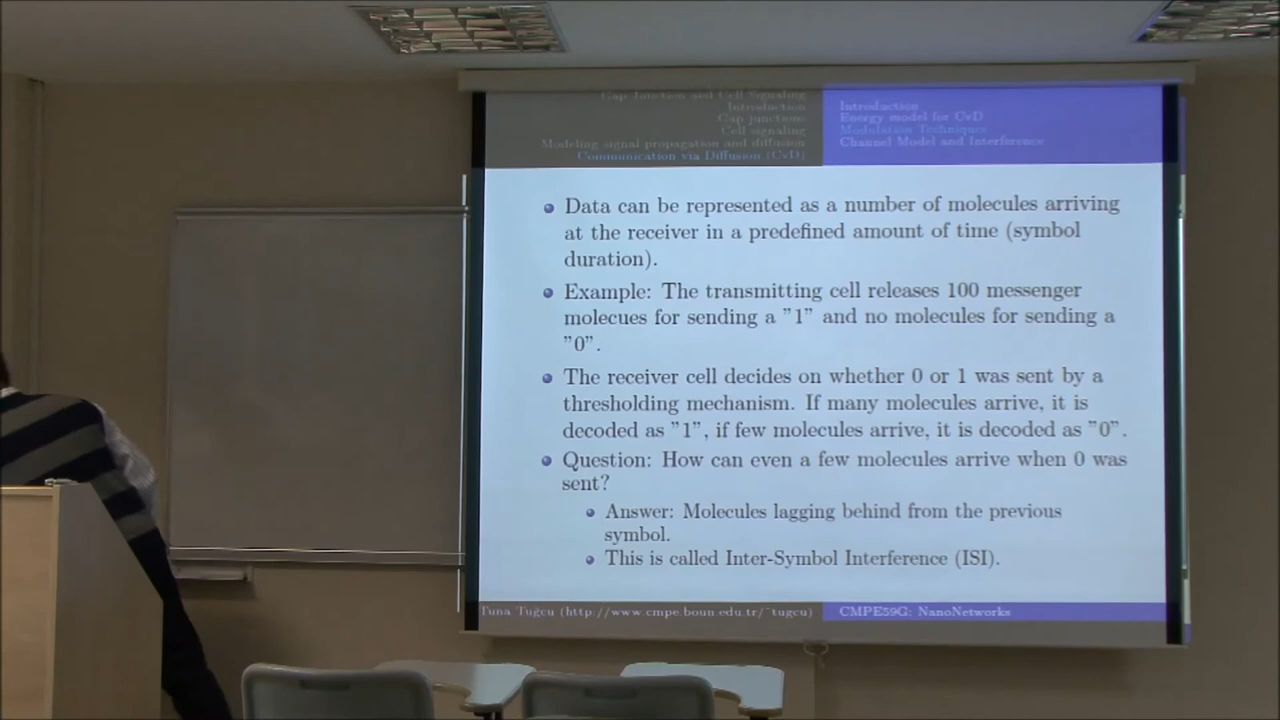 Gap Junction and Cell Signaling
Introduction
Gap junctions
Cell signaling
Modeling signal propagation and diffusion
Communication via Diffusion (CvD)
Introduction
Energy model for CvD
Modulation Techniques
Channel Model and Interference
Data can be represented as a number of molecules arriving
at the receiver in a predefined amount of time (symbol
duration).
Example: The transmitting cell releases 100 messenger
molecues for sending a "1" and no molecules for sending a
"0".
The receiver cell decides on whether 0 or 1 was sent by a
thresholding mechanism. If many molecules arrive, it is
decoded as "1", if few molecules arrive, it is decoded as "0".
Question: How can even a few molecules arrive when 0 was
sent?
Answer: Molecules lagging behind from the previous
symbol.
This is called Inter-Symbol Interference (ISI).
Tuna Tuğcu (http://www.cmpe.boun.edu.tr/~tugcu)
CMPE59G: NanoNetworks